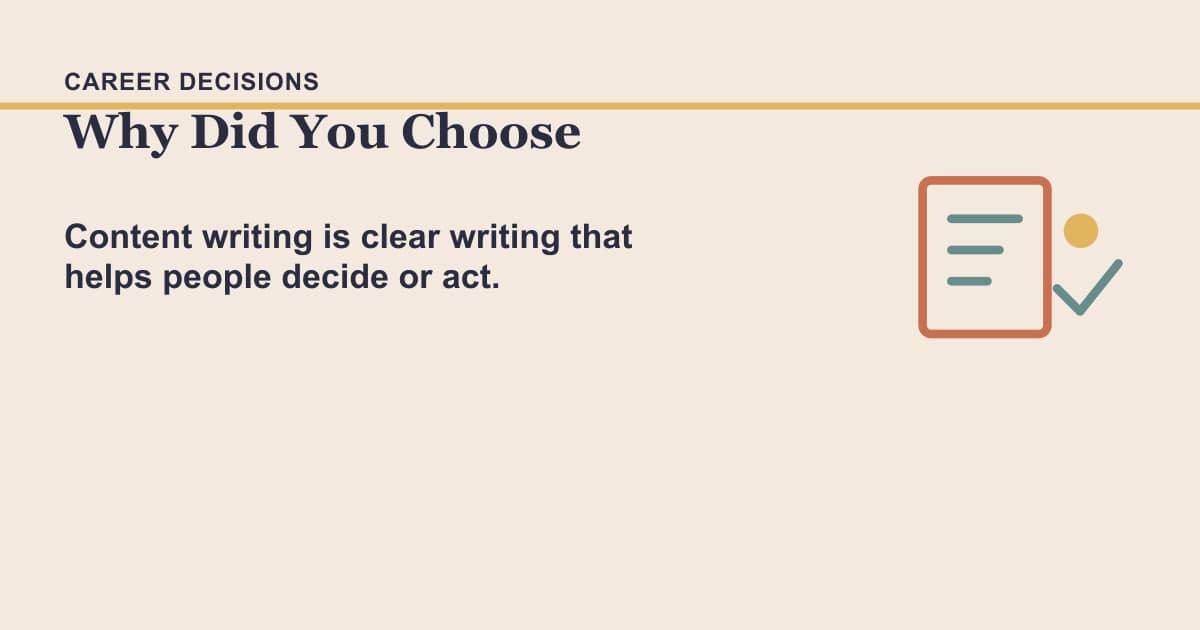 CAREER DECISIONS
Why Did You Choose
Content writing is clear writing that
helps people decide or act.